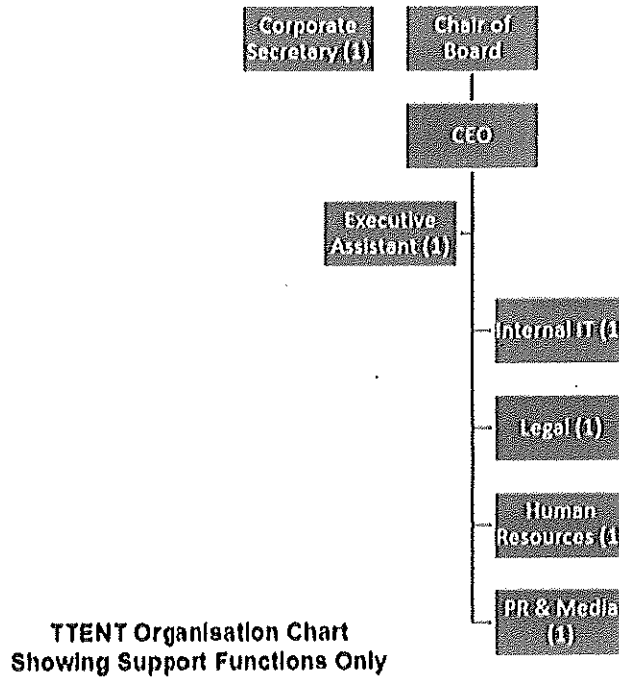 Corporate
Secretary (1)
Chair of
Board
CEO
Executive
Assistant (1)
Internal IT (1
Legal (1)
Human
Resources (1
PR & Media
(1)
TTENT Organisation Chart
Showing Support Functions Only